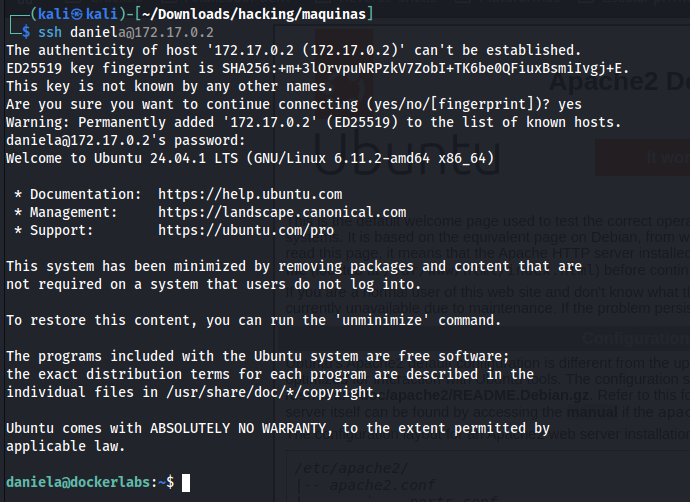 (kali㉿kali)-[~/Downloads/hacking/maquinas]
$ ssh daniela@172.17.0.2
The authenticity of host '172.17.0.2 (172.17.0.2)' can't be established.
ED25519 key fingerprint is SHA256:+m+3lOrvpuNRPzkV7ZobI+TK6be0QFiuxBsmiIvgj+E.
This key is not known by any other names.
Are you sure you want to continue connecting (yes/no/[fingerprint])? yes
Warning: Permanently added '172.17.0.2' (ED25519) to the list of known hosts.
daniela@172.17.0.2's password:
Welcome to Ubuntu 24.04.1 LTS (GNU/Linux 6.11.2-amd64 x86_64)
* Documentation: https://help.ubuntu.com
* Management: https://landscape.canonical.com
* Support: https://ubuntu.com/pro
This system has been minimized by removing packages and content that are
not required on a system that users do not log into.
To restore this content, you can run the 'unminimize' command.
The programs included with the Ubuntu system are free software;
the exact distribution terms for each program are described in the
individual files in /usr/share/doc/*/copyright.
Ubuntu comes with ABSOLUTELY NO WARRANTY, to the extent permitted by
applicable law.
daniela@dockerlabs:~$
Apache2 De
Ubuntu
It wo
/etc/apache2/
|-- apache2.conf